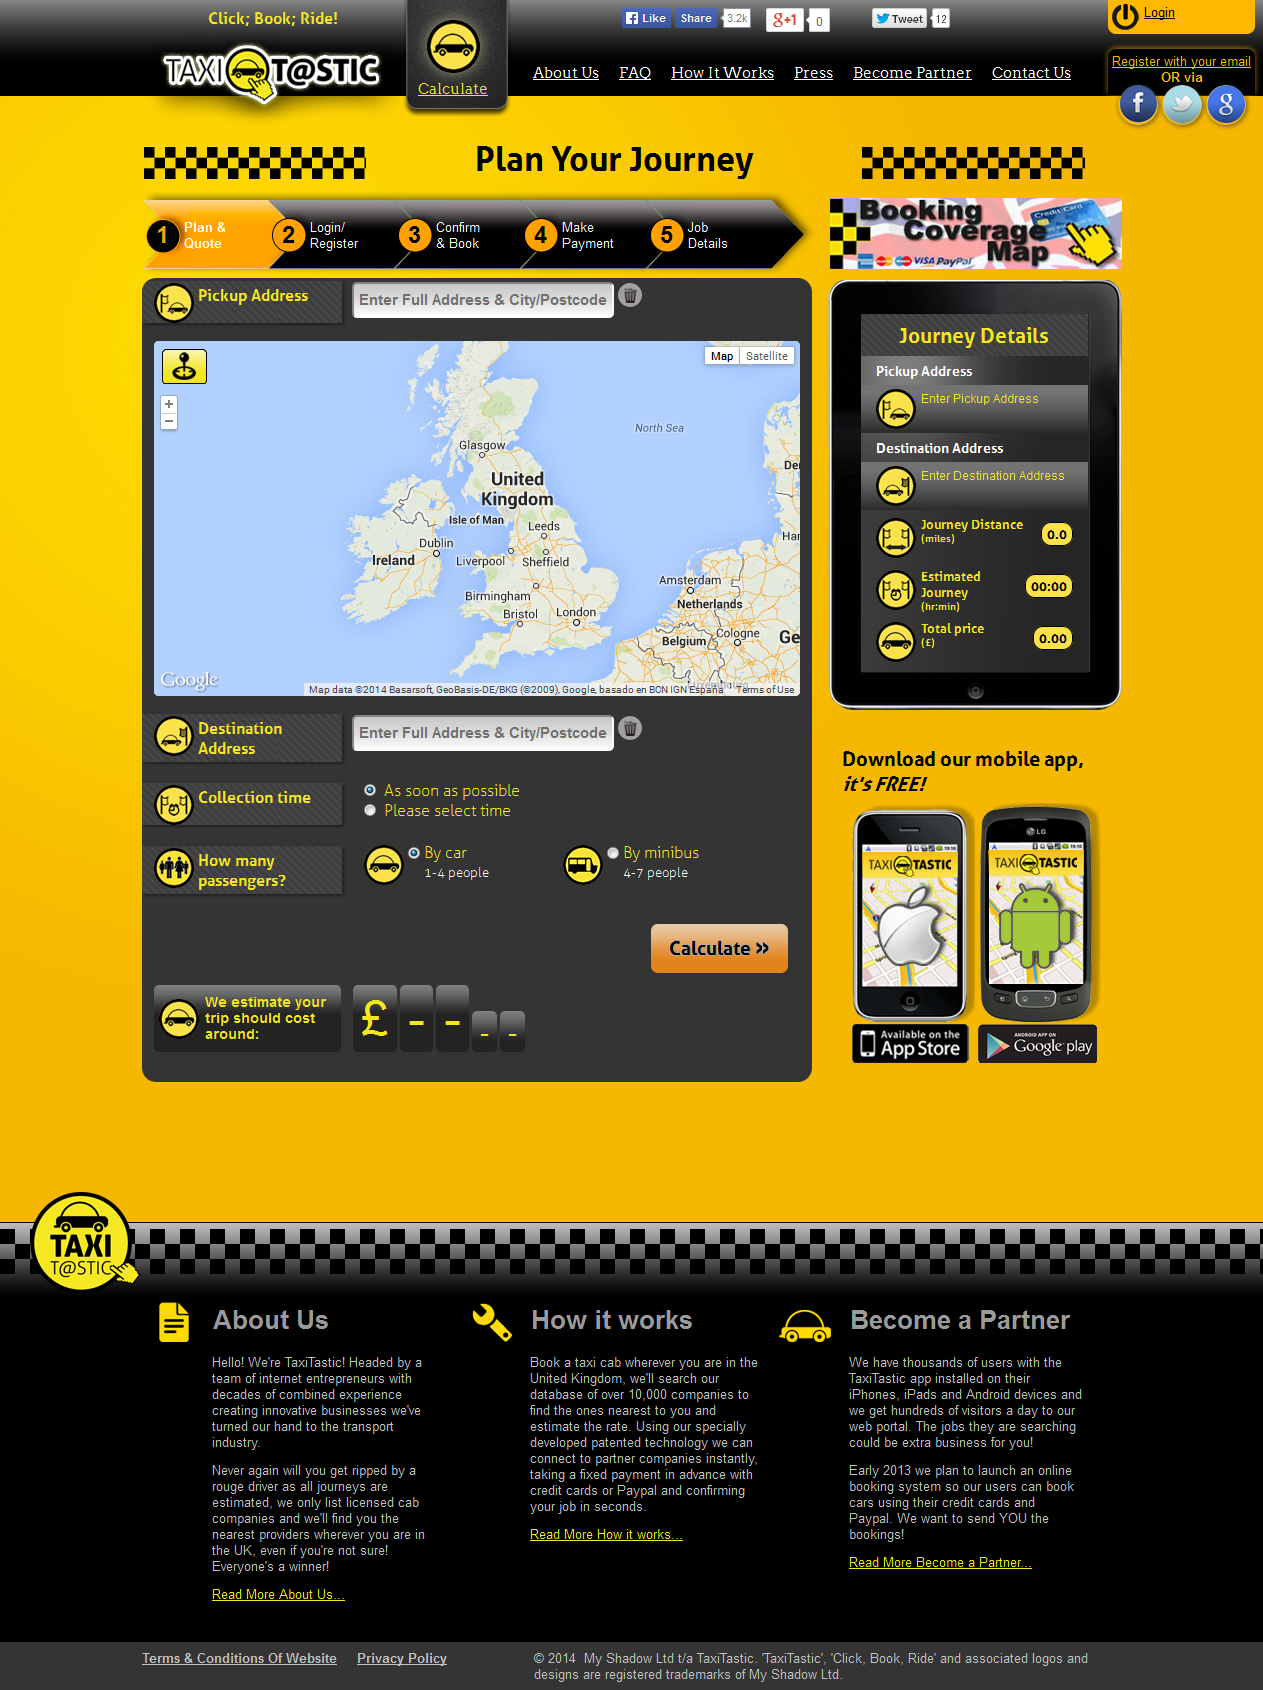 Click; Book; Ride!
TAXI T@STIC
Calculate
Like
Share
3.2k
g+1
0
Tweet
12
Login
About Us
FAQ
How It Works
Press
Become Partner
Contact Us
Register with your email
OR via
f
g
Plan Your Journey
1
Plan &
Quote
2
Login/
Register
3
Confirm
& Book
4
Make
Payment
5
Job
Details
Booking
Coverage
Map
Credit Card
VISA PayPal
Pickup Address
Enter Full Address & City/Postcode
Map
Satellite
+
−
North Sea
Glasgow
United
Kingdom
Isle of Man
Leeds
Dublin
Ireland
Liverpool
Sheffield
Birmingham
Bristol
London
Amsterdam
Netherlands
Belgium
Cologne
Luxembourg
De
Har
Ge
Google
Map data ©2014 Basarsoft, GeoBasis-DE/BKG (©2009), Google, basado en BCN IGN España
Terms of Use
Journey Details
Pickup Address
Enter Pickup Address
Destination Address
Enter Destination Address
Journey Distance
(miles)
0.0
Estimated
Journey
(hr:min)
00:00
Total price
(£)
0.00
Destination
Address
Enter Full Address & City/Postcode
Collection time
As soon as possible
Please select time
How many
passengers?
By car
1-4 people
By minibus
4-7 people
Calculate »
We estimate your
trip should cost
around:
£ - - - -
Download our mobile app,
it's FREE!
LG
TAXI TASTIC
TAXI TASTIC
Available on the
App Store
ANDROID APP ON
Google play
TAXI
T@STIC
About Us
Hello! We're TaxiTastic! Headed by a
team of internet entrepreneurs with
decades of combined experience
creating innovative businesses we've
turned our hand to the transport
industry.
Never again will you get ripped by a
rouge driver as all journeys are
estimated, we only list licensed cab
companies and we'll find you the
nearest providers wherever you are in
the UK, even if you're not sure!
Everyone's a winner!
Read More About Us...
How it works
Book a taxi cab wherever you are in the
United Kingdom, we'll search our
database of over 10,000 companies to
find the ones nearest to you and
estimate the rate. Using our specially
developed patented technology we can
connect to partner companies instantly,
taking a fixed payment in advance with
credit cards or Paypal and confirming
your job in seconds.
Read More How it works...
Become a Partner
We have thousands of users with the
TaxiTastic app installed on their
iPhones, iPads and Android devices and
we get hundreds of visitors a day to our
web portal. The jobs they are searching
could be extra business for you!
Early 2013 we plan to launch an online
booking system so our users can book
cars using their credit cards and
Paypal. We want to send YOU the
bookings!
Read More Become a Partner...
Terms & Conditions Of Website
Privacy Policy
© 2014 My Shadow Ltd t/a TaxiTastic. 'TaxiTastic', 'Click, Book, Ride' and associated logos and
designs are registered trademarks of My Shadow Ltd.